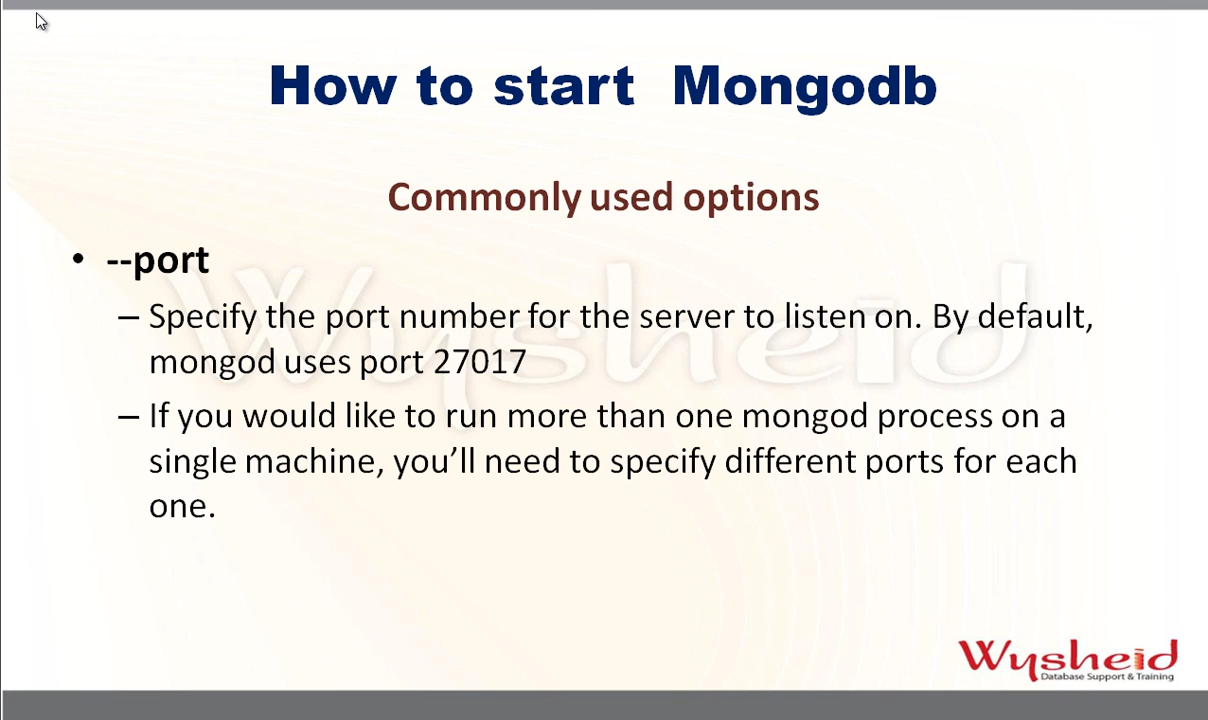 How to start  Mongodb
Commonly used options
• --port
– Specify the port number for the server to listen on. By default,
mongod uses port 27017
– If you would like to run more than one mongod process on a
single machine, you’ll need to specify different ports for each
one.
Wysheid
Wysheid
Database Support & Training